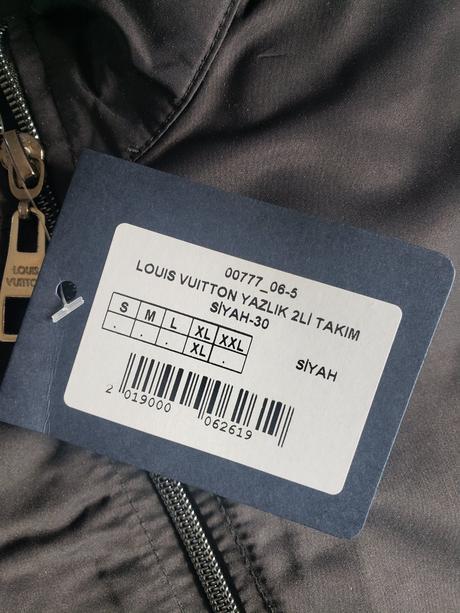 00777_06-5
LOUIS VUITTON YAZLIK 2Lİ TAKIM
SİYAH-30
S M L XL XXL
. . . XL .
SİYAH
2 019000 062619
LOUIS
VUITTON